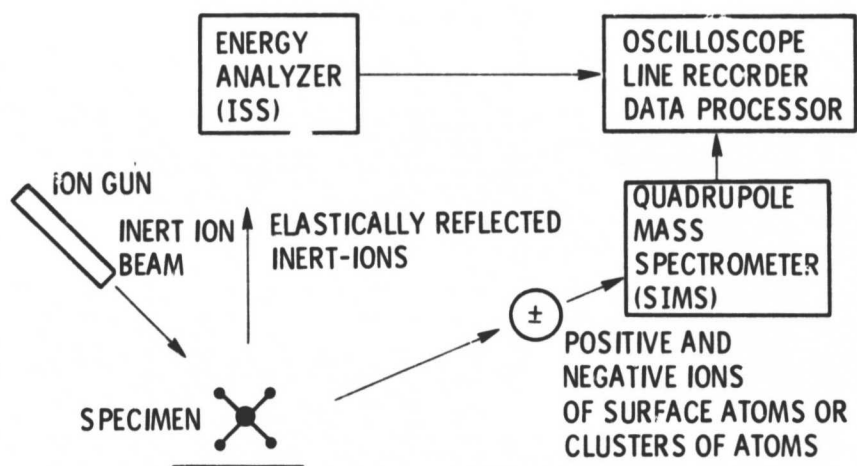 ENERGY
ANALYZER
(ISS)
OSCILLOSCOPE
LINE RECORDER
DATA PROCESSOR
ION GUN
INERT ION
BEAM
ELASTICALLY REFLECTED
INERT-IONS
QUADRUPOLE
MASS
SPECTROMETER
(SIMS)
±
POSITIVE AND
NEGATIVE IONS
OF SURFACE ATOMS OR
CLUSTERS OF ATOMS
SPECIMEN